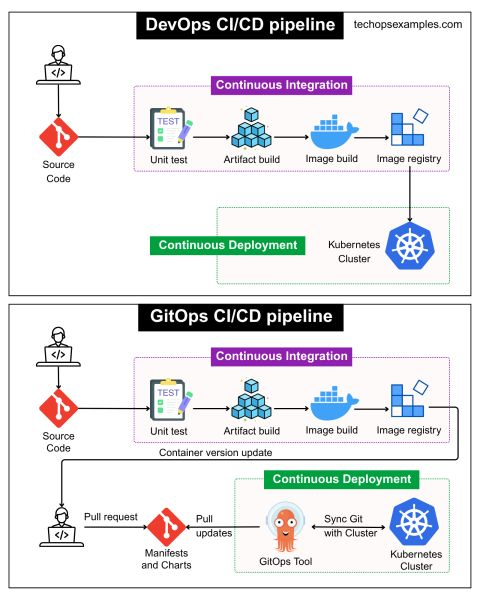 DevOps CI/CD pipeline
techopsexamples.com
</>
Continuous Integration
TEST
Source
Code
Unit test
Artifact build
Image build
Image registry
Continuous Deployment
Kubernetes
Cluster
GitOps CI/CD pipeline
</>
Continuous Integration
TEST
Source
Code
Unit test
Artifact build
Image build
Image registry
Container version update
Continuous Deployment
</>
Pull request
Manifests
and Charts
Pull
updates
GitOps Tool
Sync Git
with Cluster
Kubernetes
Cluster